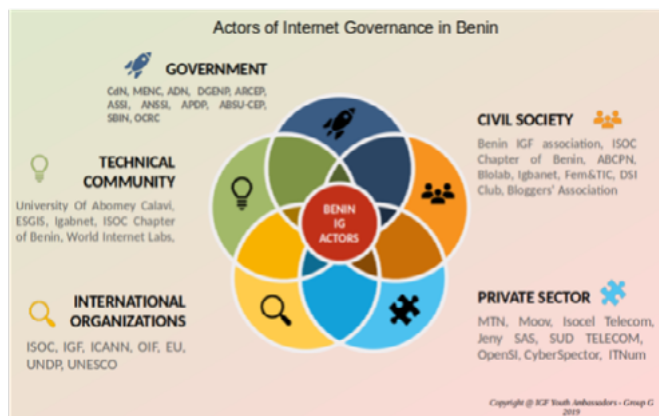 Actors of Internet Governance in Benin
GOVERNMENT
CdN, MENC, ADN, DGENP, ARCEP,
ASSI, ANSSI, APDP, ABSU-CEP,
SBIN, OCRC
CIVIL SOCIETY
Benin IGF association, ISOC
Chapter of Benin, ABCPN,
Blolab, Igbanet, Fem&TIC, DSI
Club, Bloggers' Association
TECHNICAL
COMMUNITY
University Of Abomey Calavi,
ESGIS, Igabnet, ISOC Chapter
of Benin, World Internet Labs,
BENIN
IG
ACTORS
INTERNATIONAL
ORGANIZATIONS
ISOC, IGF, ICANN, OIF, EU,
UNDP, UNESCO
PRIVATE SECTOR
MTN, Moov, Isocel Telecom,
Jeny SAS, SUD TELECOM,
OpenSI, CyberSpector, ITNum
Copyright @ IGF Youth Ambassadors - Group G
2019